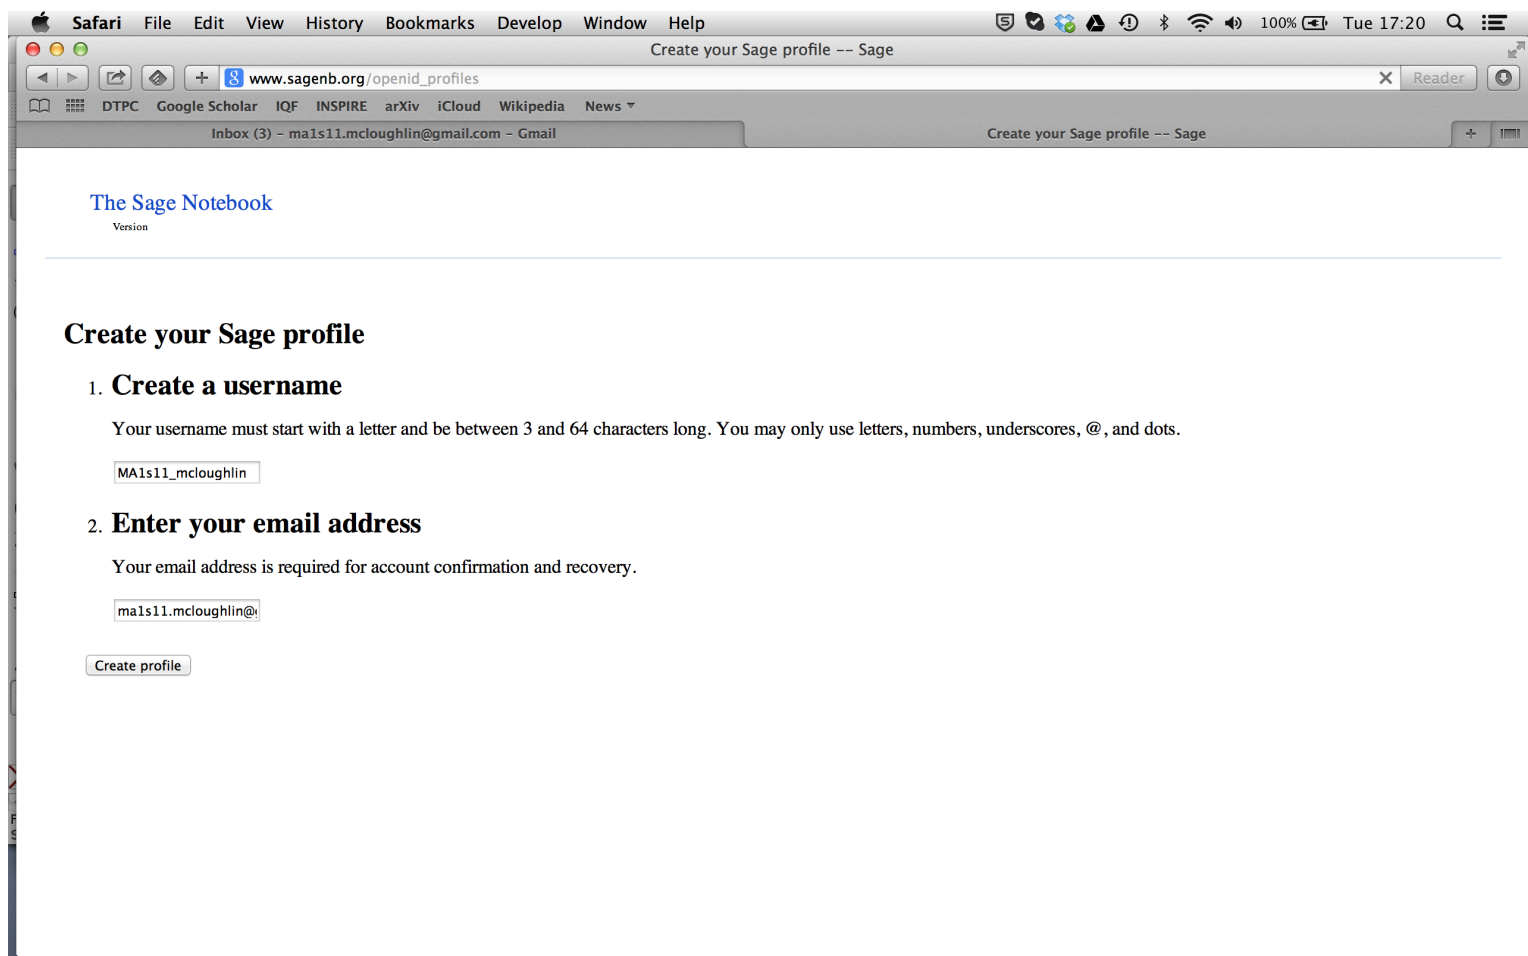 Safari File Edit View History Bookmarks Develop Window Help 100% Tue 17:20
Create your Sage profile -- Sage
www.sagenb.org/openid_profiles Reader
DTPC Google Scholar IQF INSPIRE arXiv iCloud Wikipedia News
Inbox (3) – ma1s11.mcloughlin@gmail.com – Gmail Create your Sage profile -- Sage
The Sage Notebook
Version
Create your Sage profile
1. Create a username
Your username must start with a letter and be between 3 and 64 characters long. You may only use letters, numbers, underscores, @, and dots.
MA1s11_mcloughlin
2. Enter your email address
Your email address is required for account confirmation and recovery.
ma1s11.mcloughlin@
Create profile